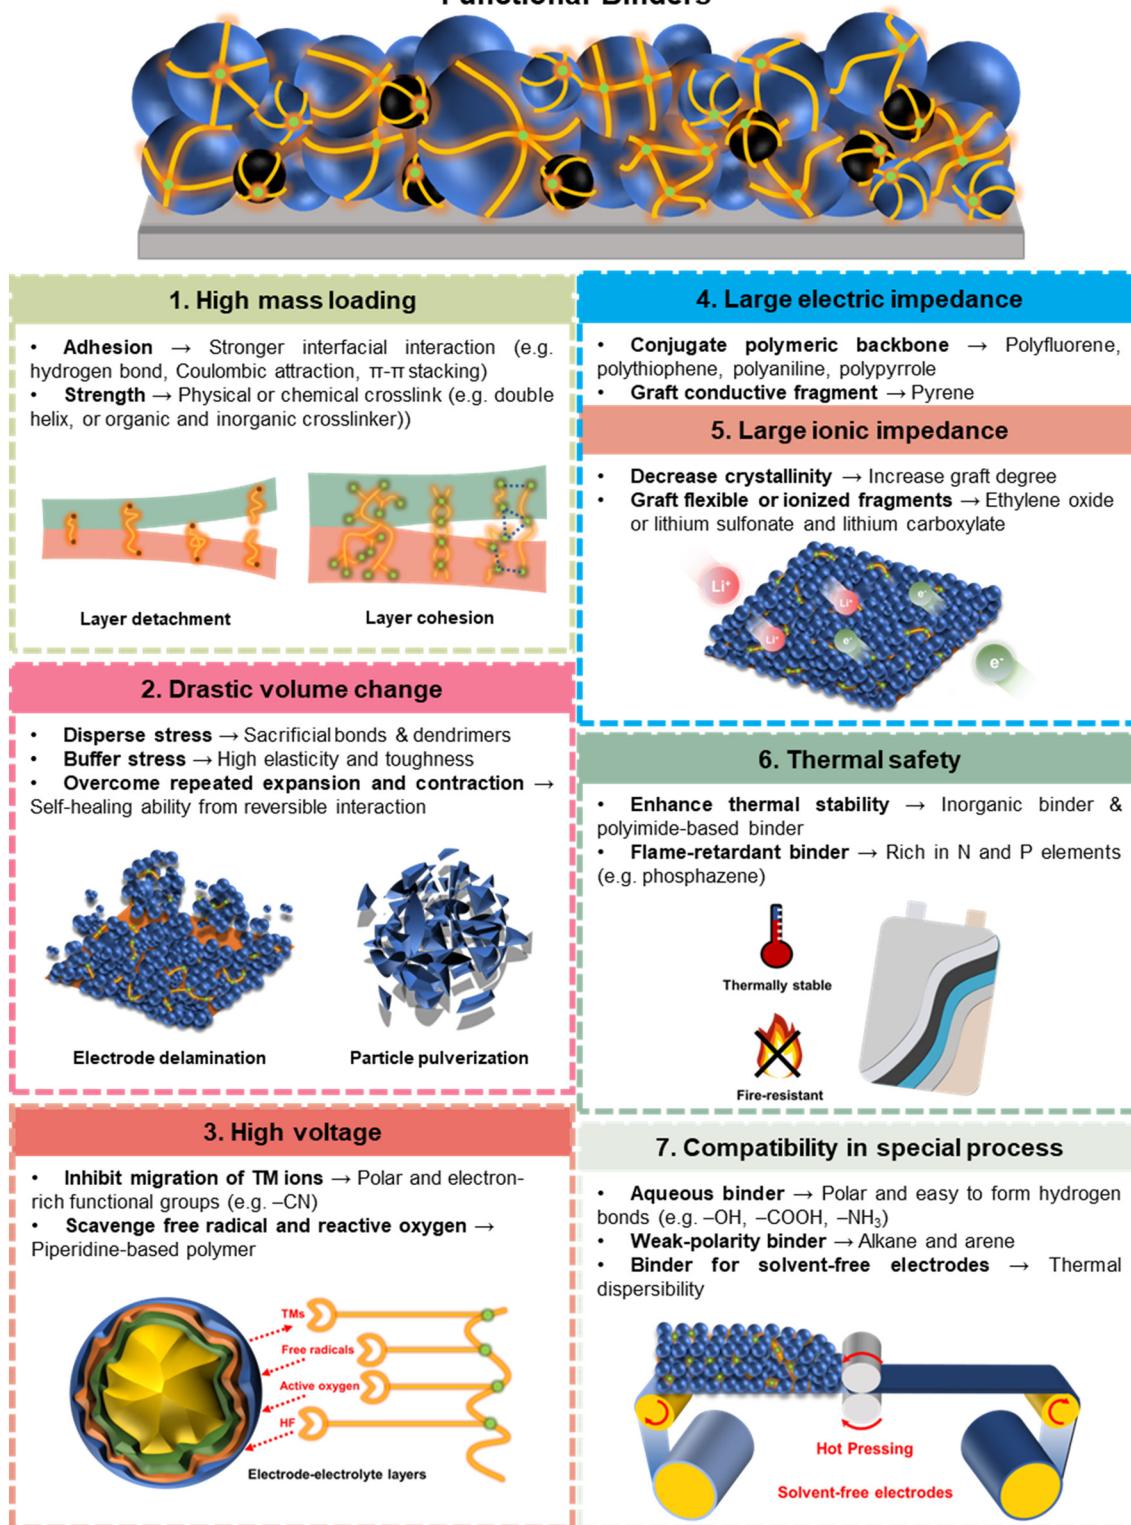 Functional Binders
1. High mass loading
• Adhesion → Stronger interfacial interaction (e.g.
hydrogen bond, Coulombic attraction, π-π stacking)
• Strength → Physical or chemical crosslink (e.g. double
helix, or organic and inorganic crosslinker))
Layer detachment
Layer cohesion
2. Drastic volume change
• Disperse stress → Sacrificial bonds & dendrimers
• Buffer stress → High elasticity and toughness
• Overcome repeated expansion and contraction →
Self-healing ability from reversible interaction
Electrode delamination
Particle pulverization
3. High voltage
• Inhibit migration of TM ions → Polar and electron-
rich functional groups (e.g. –CN)
• Scavenge free radical and reactive oxygen →
Piperidine-based polymer
TMs
Free radicals
Active oxygen
HF
Electrode-electrolyte layers
4. Large electric impedance
• Conjugate polymeric backbone → Polyfluorene,
polythiophene, polyaniline, polypyrrole
• Graft conductive fragment → Pyrene
5. Large ionic impedance
• Decrease crystallinity → Increase graft degree
• Graft flexible or ionized fragments → Ethylene oxide
or lithium sulfonate and lithium carboxylate
Li⁺
Li⁺
e⁻
Li⁺
e⁻
e⁻
6. Thermal safety
• Enhance thermal stability → Inorganic binder &
polyimide-based binder
• Flame-retardant binder → Rich in N and P elements
(e.g. phosphazene)
Thermally stable
Fire-resistant
7. Compatibility in special process
• Aqueous binder → Polar and easy to form hydrogen
bonds (e.g. –OH, –COOH, –NH₃)
• Weak-polarity binder → Alkane and arene
• Binder for solvent-free electrodes → Thermal
dispersibility
Hot Pressing
Solvent-free electrodes